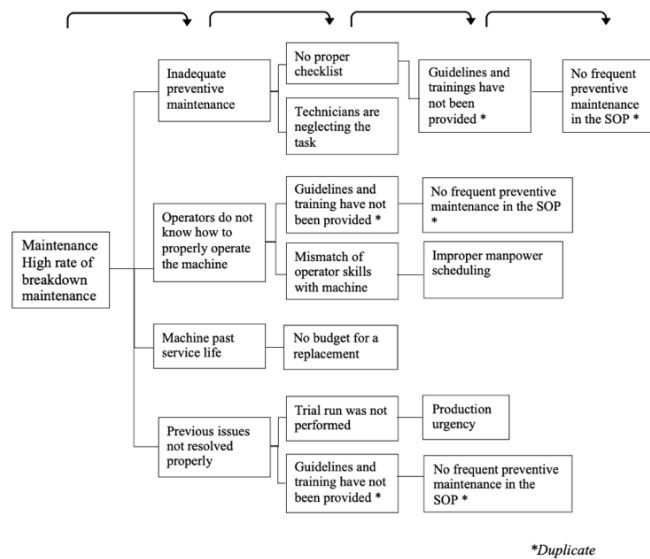 Inadequate
preventive
maintenance
No proper
checklist
Technicians are
neglecting the
task
Guidelines and
trainings have
not been
provided *
No frequent
preventive
maintenance
in the SOP *
Maintenance
High rate of
breakdown
maintenance
Operators do not
know how to
properly operate
the machine
Guidelines and
training have not
been provided *
No frequent preventive
maintenance in the SOP
*
Mismatch of
operator skills
with machine
Improper manpower
scheduling
Machine past
service life
No budget for a
replacement
Previous issues
not resolved
properly
Trial run was not
performed
Production
urgency
Guidelines and
training have not
been provided *
No frequent preventive
maintenance in the
SOP *
*Duplicate